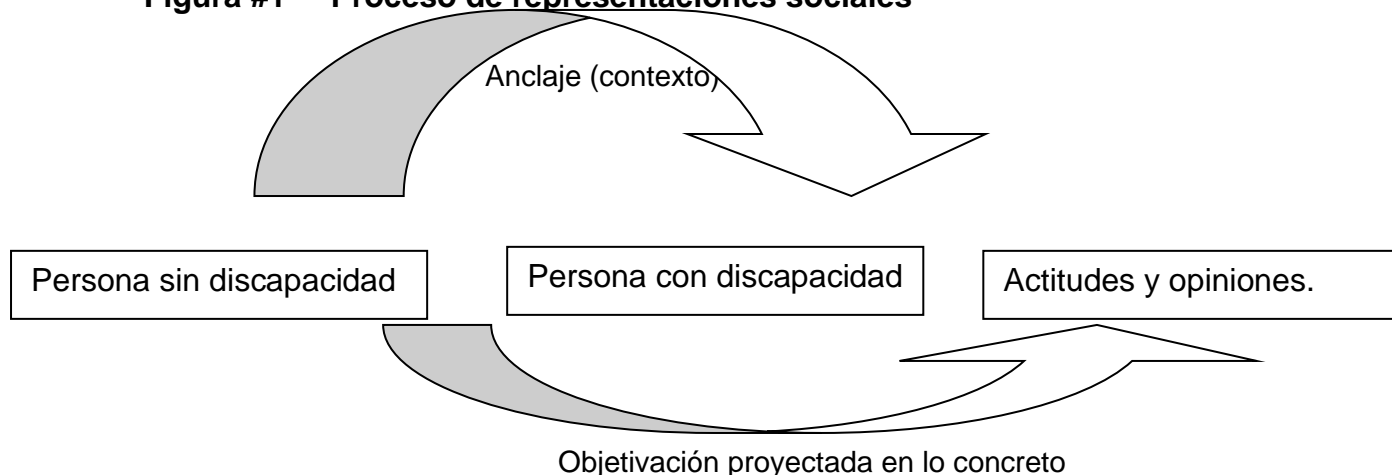 Figura #1 Proceso de representaciones sociales
Anclaje (contexto)
Persona sin discapacidad
Persona con discapacidad
Actitudes y opiniones.
Objetivación proyectada en lo concreto